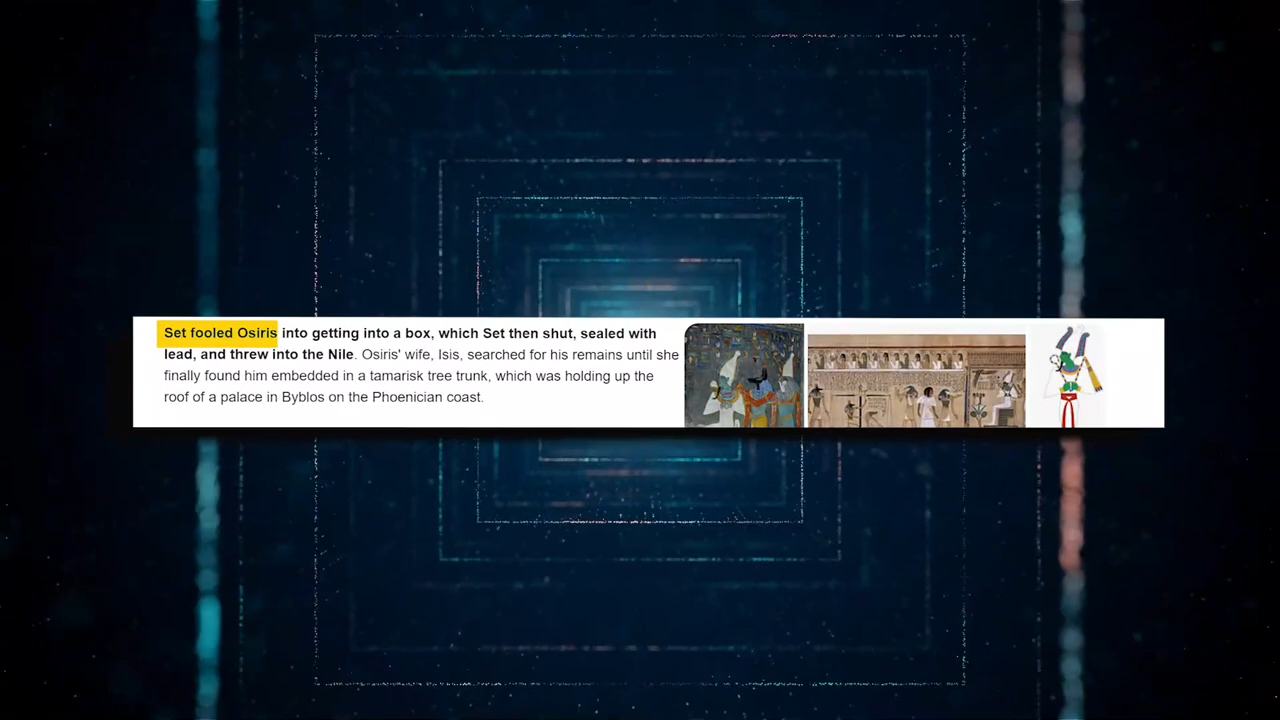 Set fooled Osiris into getting into a box, which Set then shut, sealed with
lead, and threw into the Nile. Osiris' wife, Isis, searched for his remains until she
finally found him embedded in a tamarisk tree trunk, which was holding up the
roof of a palace in Byblos on the Phoenician coast.